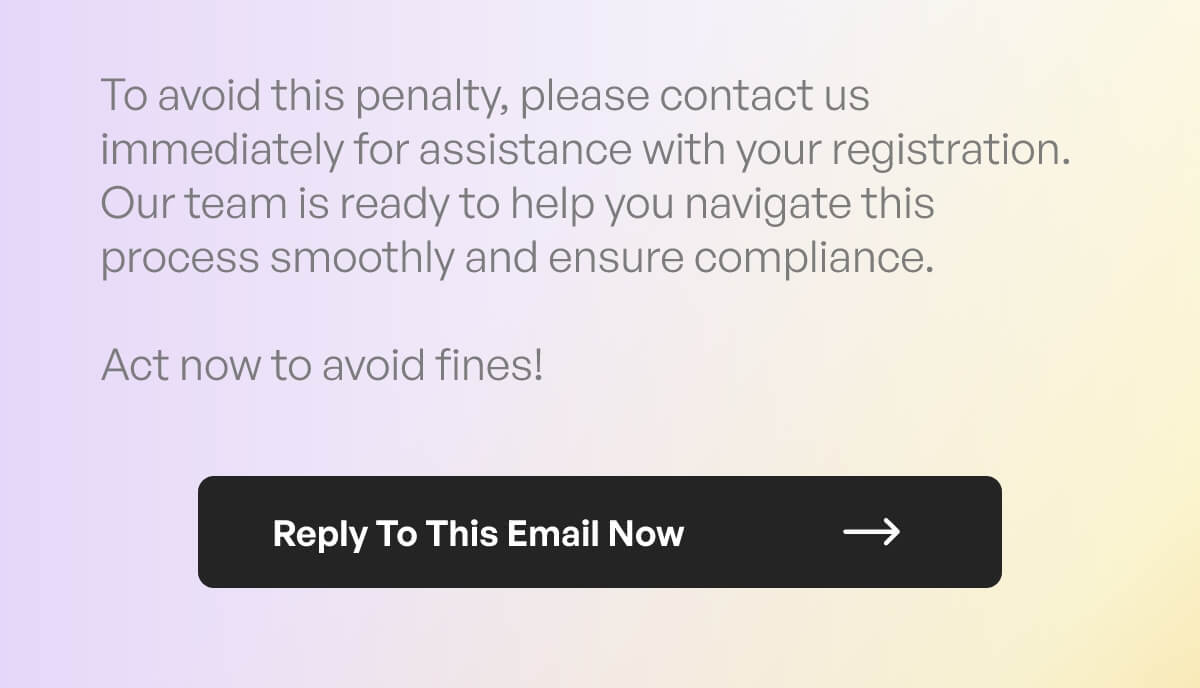 To avoid this penalty, please contact us
immediately for assistance with your registration.
Our team is ready to help you navigate this
process smoothly and ensure compliance.
Act now to avoid fines!
Reply To This Email Now